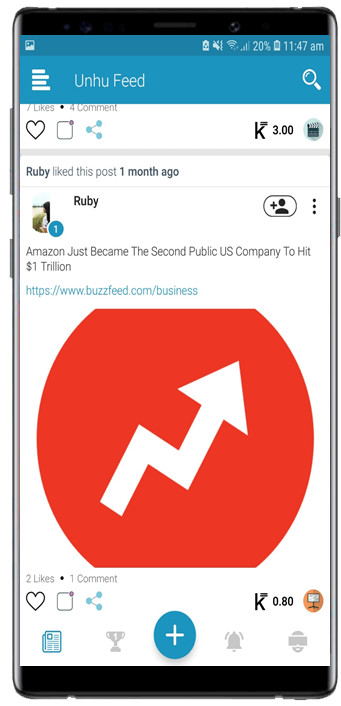 20% 11:47 am
Unhu Feed
7 Likes • 4 Comment
K 3.00
Ruby liked this post 1 month ago
Ruby
1
Amazon Just Became The Second Public US Company To Hit
$1 Trillion
https://www.buzzfeed.com/business
2 Likes • 1 Comment
K 0.80
1